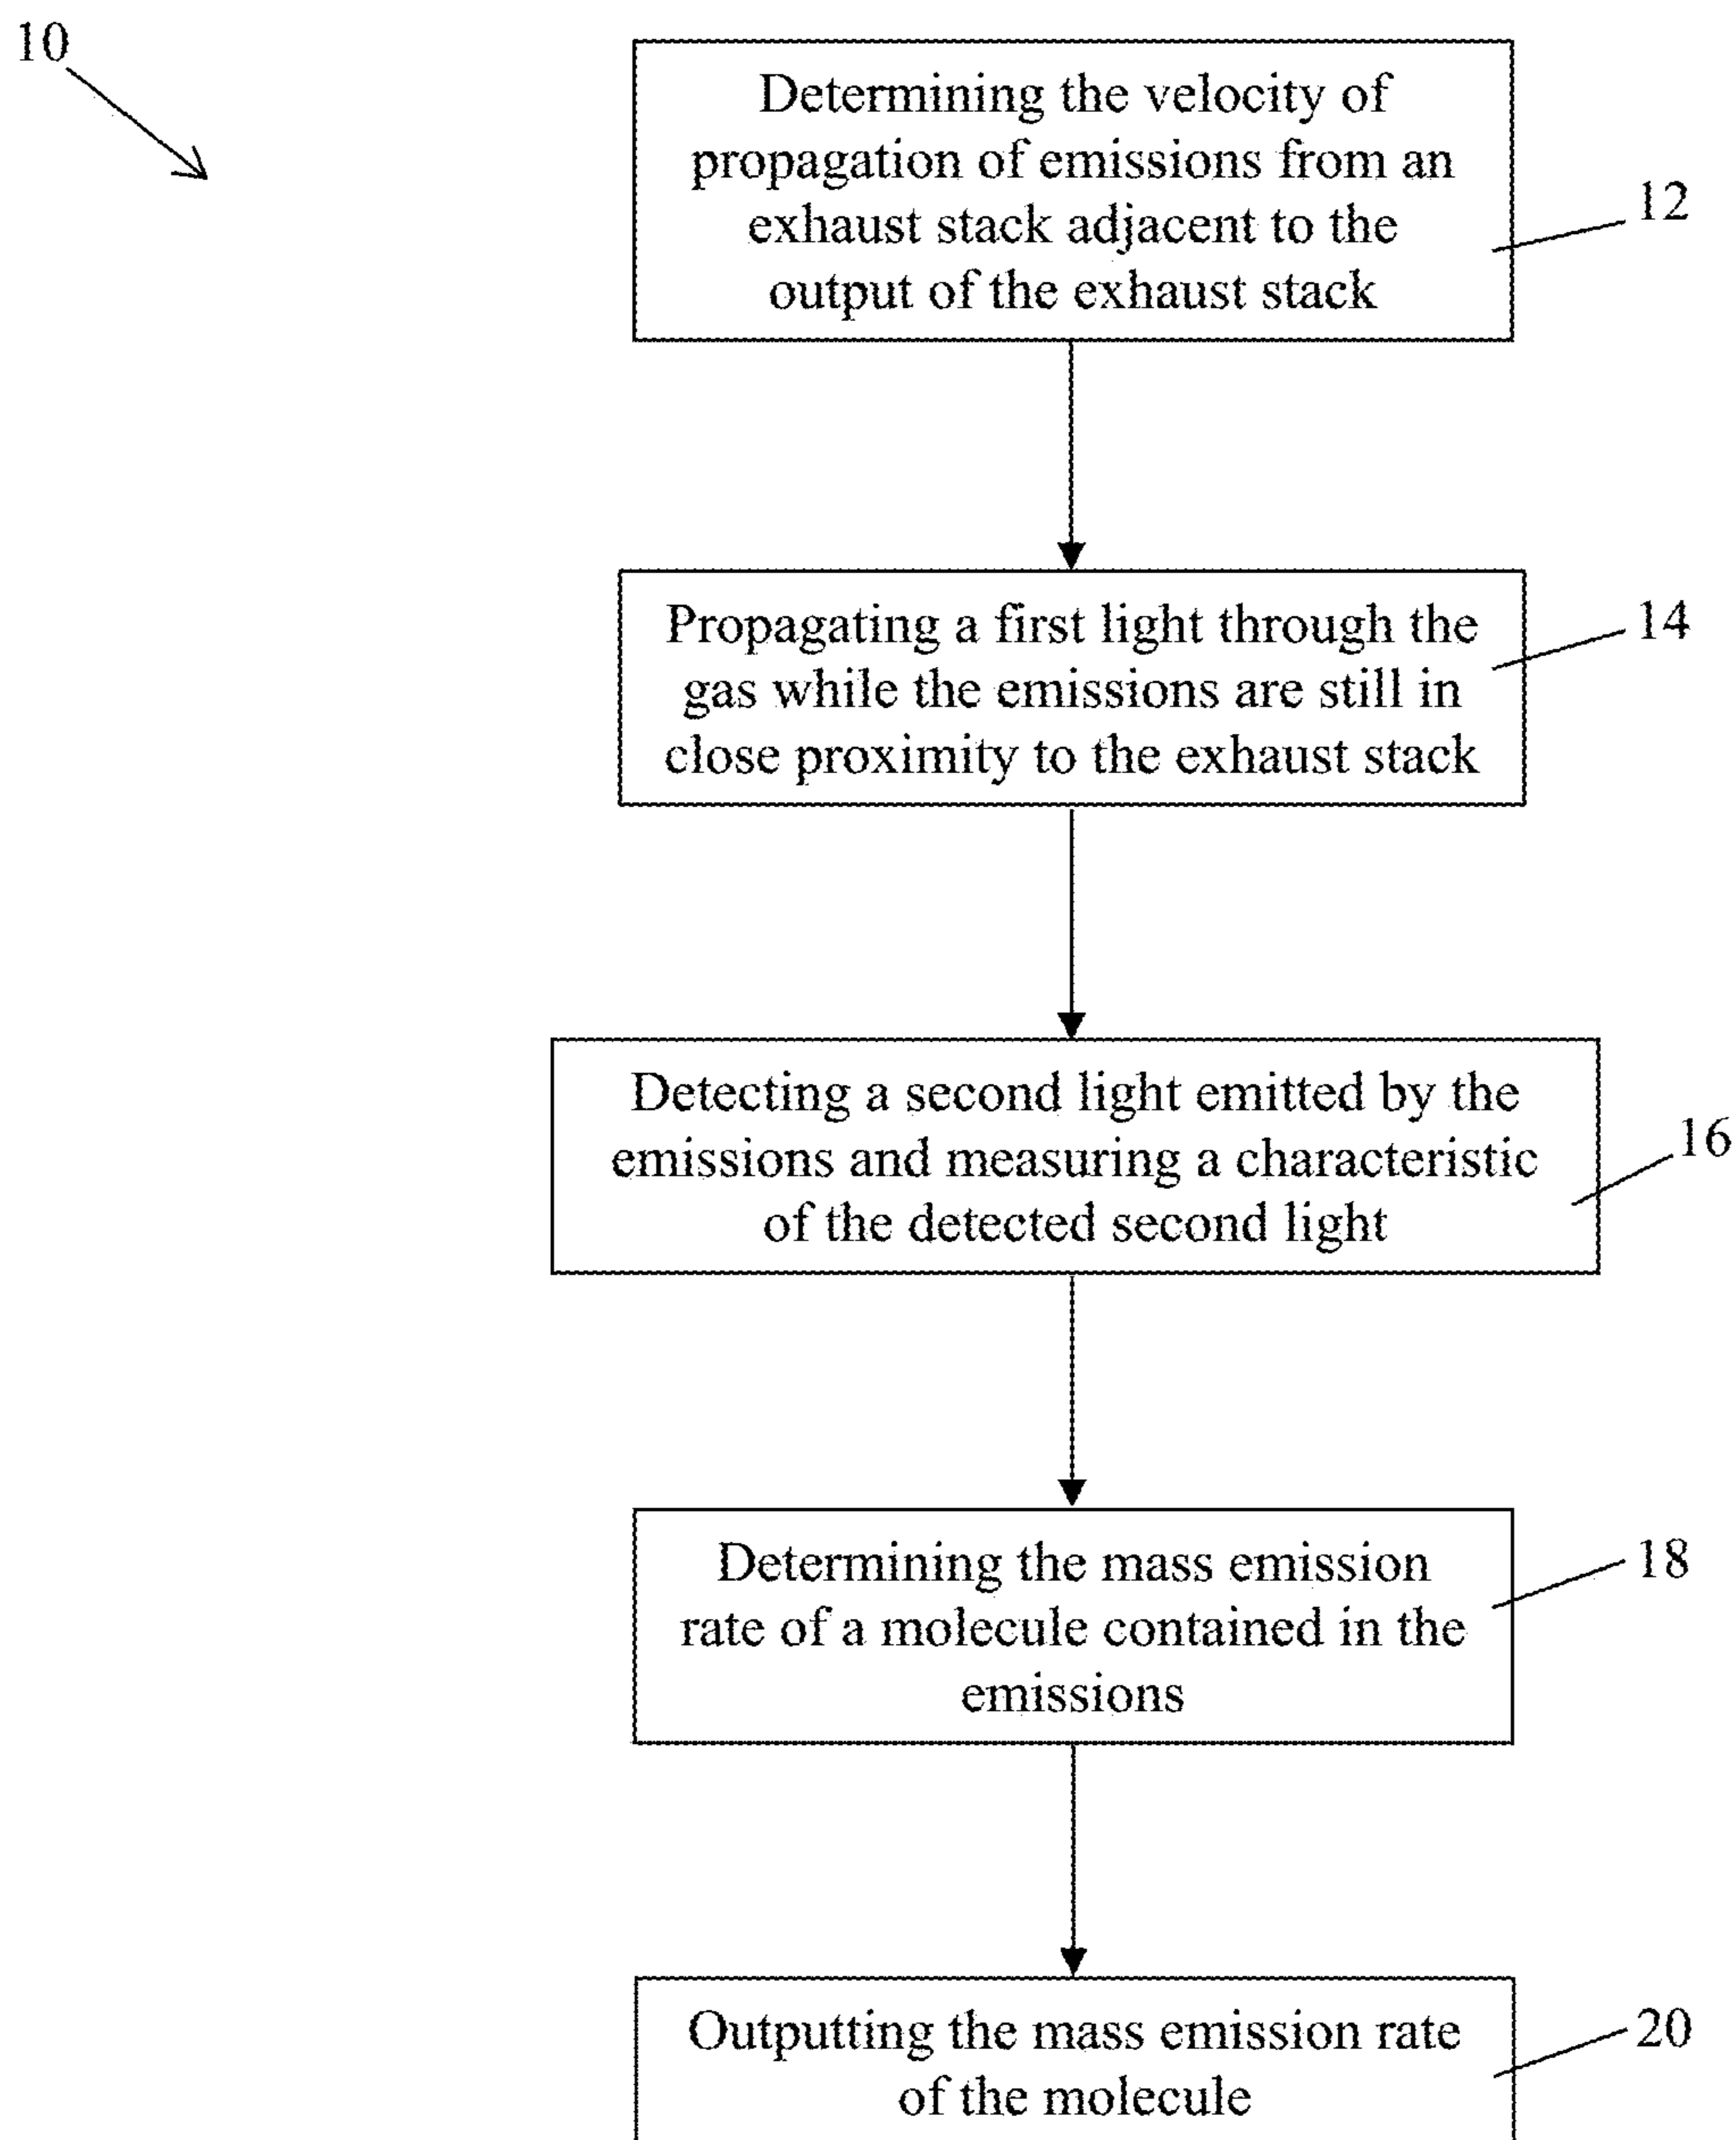 10
Determining the velocity of
propagation of emissions from an
exhaust stack adjacent to the
output of the exhaust stack
12
Propagating a first light through the
gas while the emissions are still in
close proximity to the exhaust stack
14
Detecting a second light emitted by the
emissions and measuring a characteristic
of the detected second light
16
Determining the mass emission
rate of a molecule contained in the
emissions
18
Outputting the mass emission rate
of the molecule
20